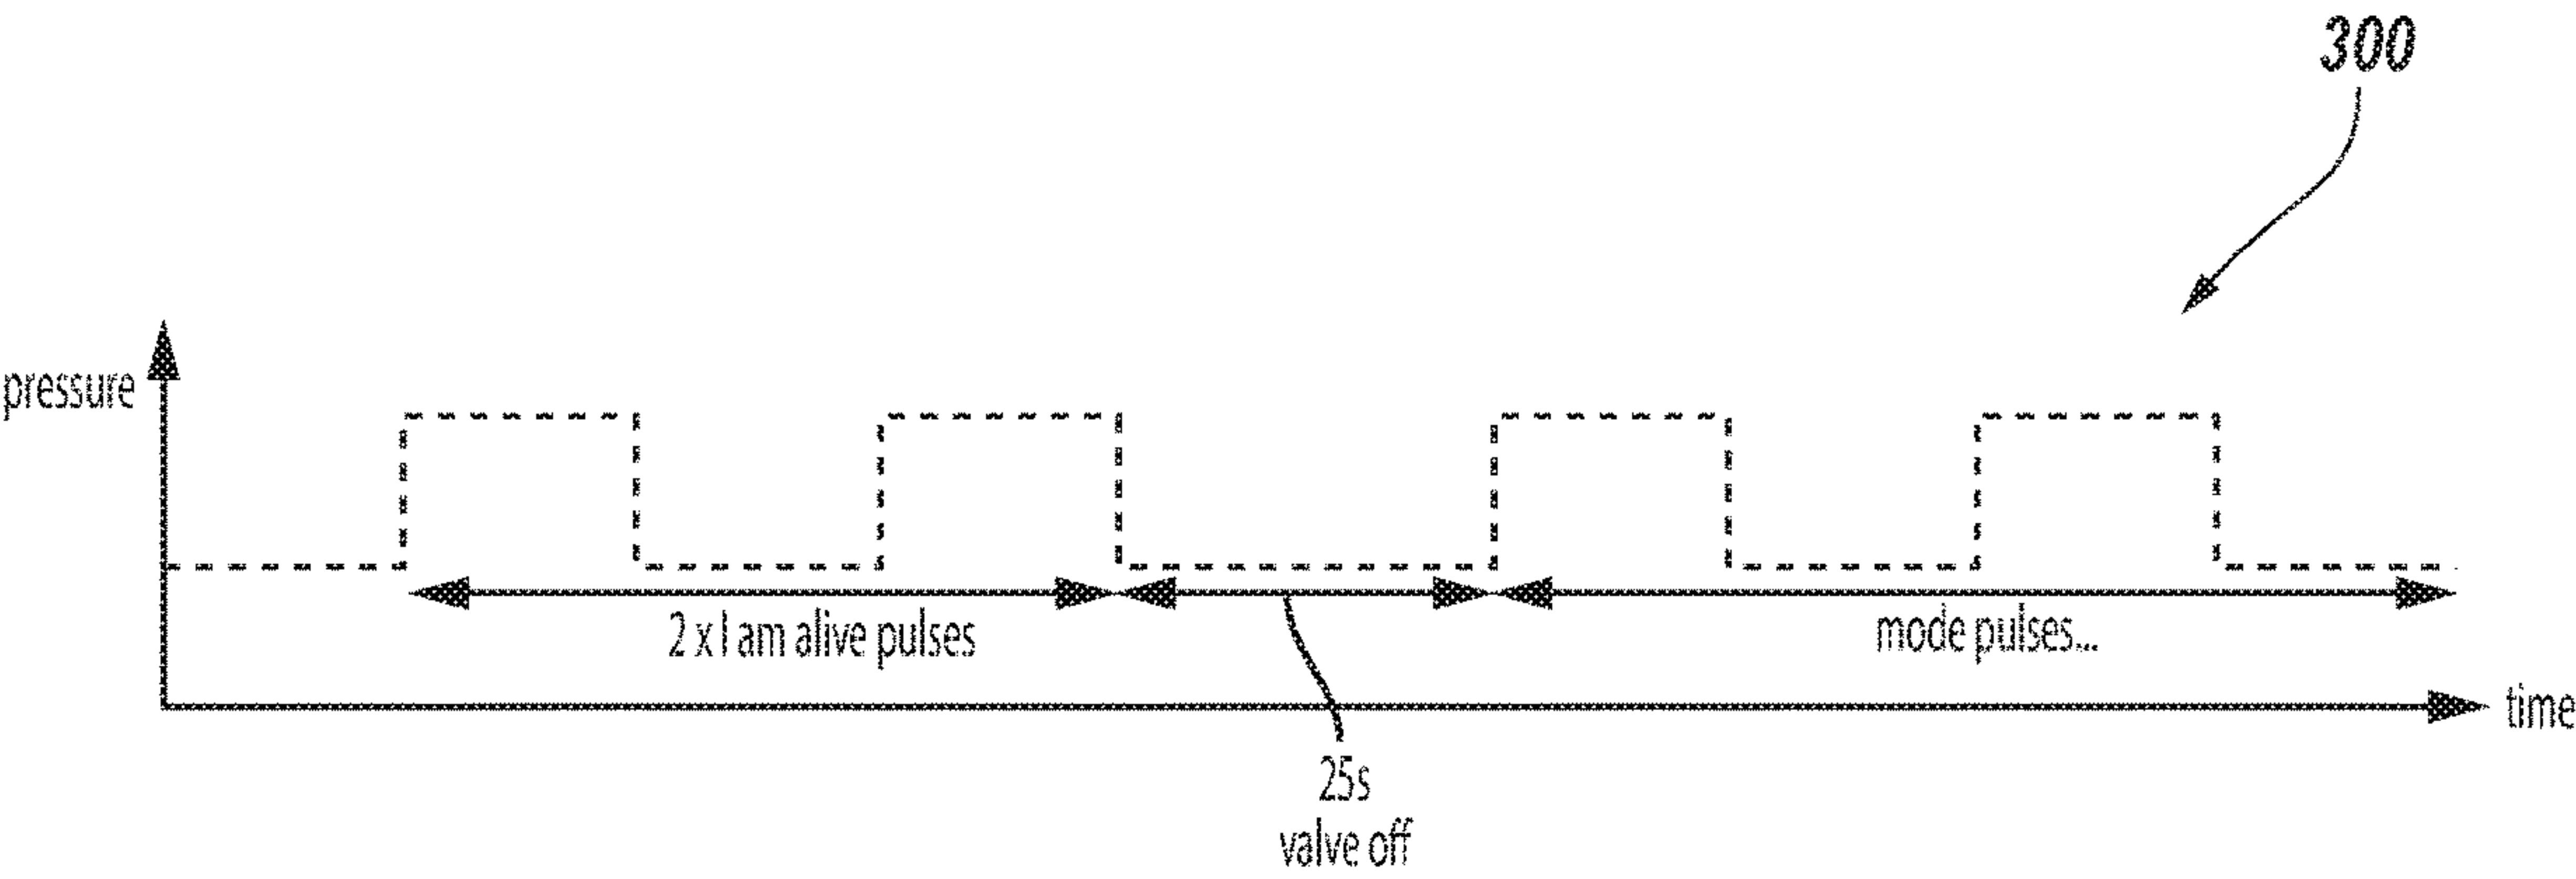 300
pressure
2 x I am alive pulses
mode pulses...
time
25s
valve off